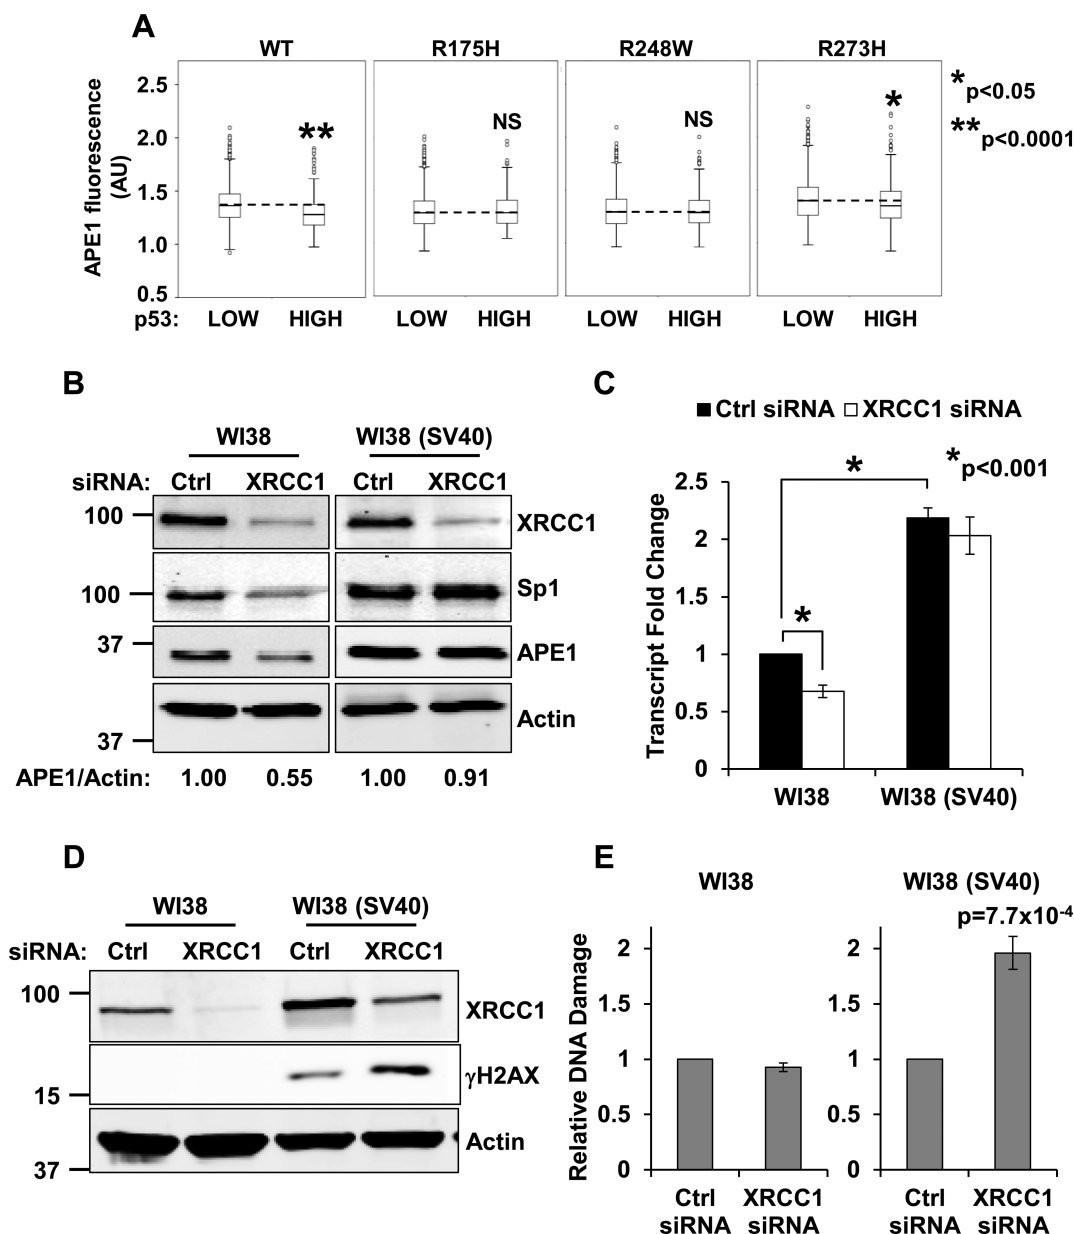 A
WT R175H R248W R273H
APE1 fluorescence
(AU)
2.5
2.0
1.5
1.0
0.5
** NS NS *
*p<0.05
**p<0.0001
p53: LOW HIGH LOW HIGH LOW HIGH LOW HIGH
B
WI38 WI38 (SV40)
siRNA: Ctrl XRCC1 Ctrl XRCC1
100 XRCC1
100 Sp1
37 APE1
Actin
37
APE1/Actin: 1.00 0.55 1.00 0.91
C
Ctrl siRNA XRCC1 siRNA
*p<0.001
Transcript Fold Change
2.5
2
1.5
1
0.5
0
*
*
WI38 WI38 (SV40)
D
WI38 WI38 (SV40)
siRNA: Ctrl XRCC1 Ctrl XRCC1
100 XRCC1
γH2AX
15
Actin
37
E
WI38 WI38 (SV40)
p=7.7x10-4
Relative DNA Damage
2 2
1.5 1.5
1 1
0.5 0.5
0 0
Ctrl XRCC1 Ctrl XRCC1
siRNA siRNA siRNA siRNA